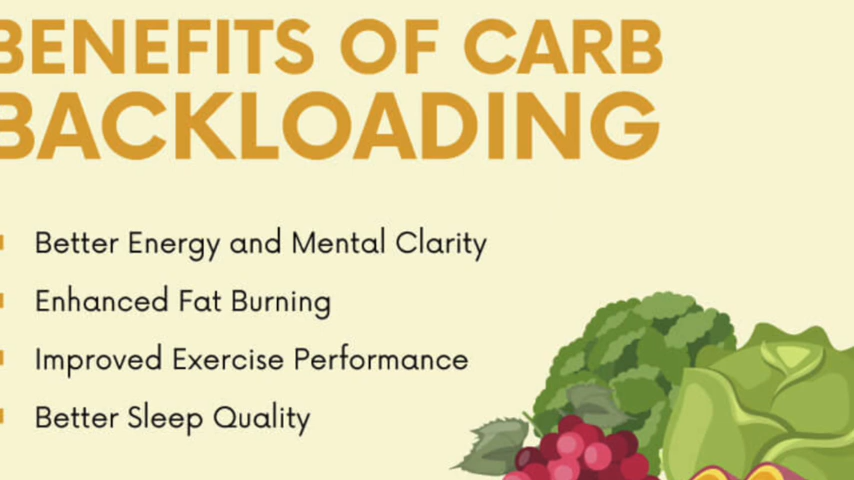 BENEFITS OF CARB
BACKLOADING
Better Energy and Mental Clarity
Enhanced Fat Burning
Improved Exercise Performance
Better Sleep Quality